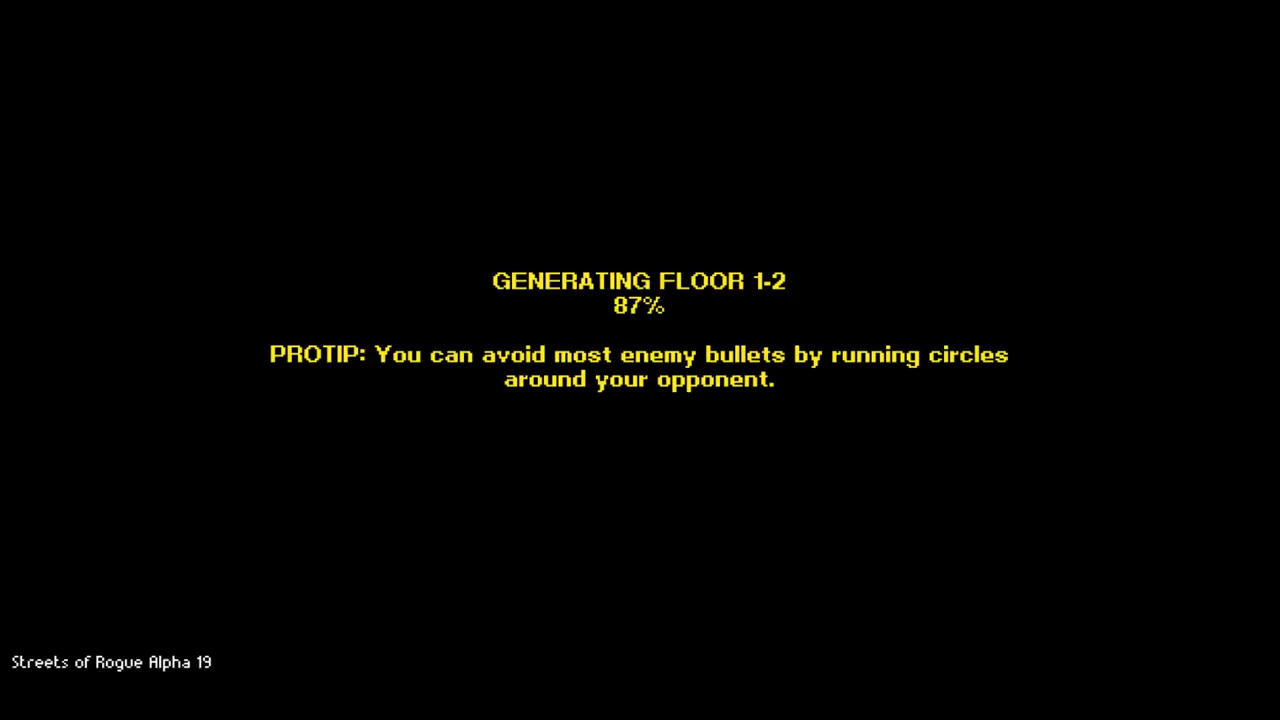 GENERATING FLOOR 1-2
87%
PROTIP: You can avoid most enemy bullets by running circles
around your opponent.
Streets of Rogue Alpha 19